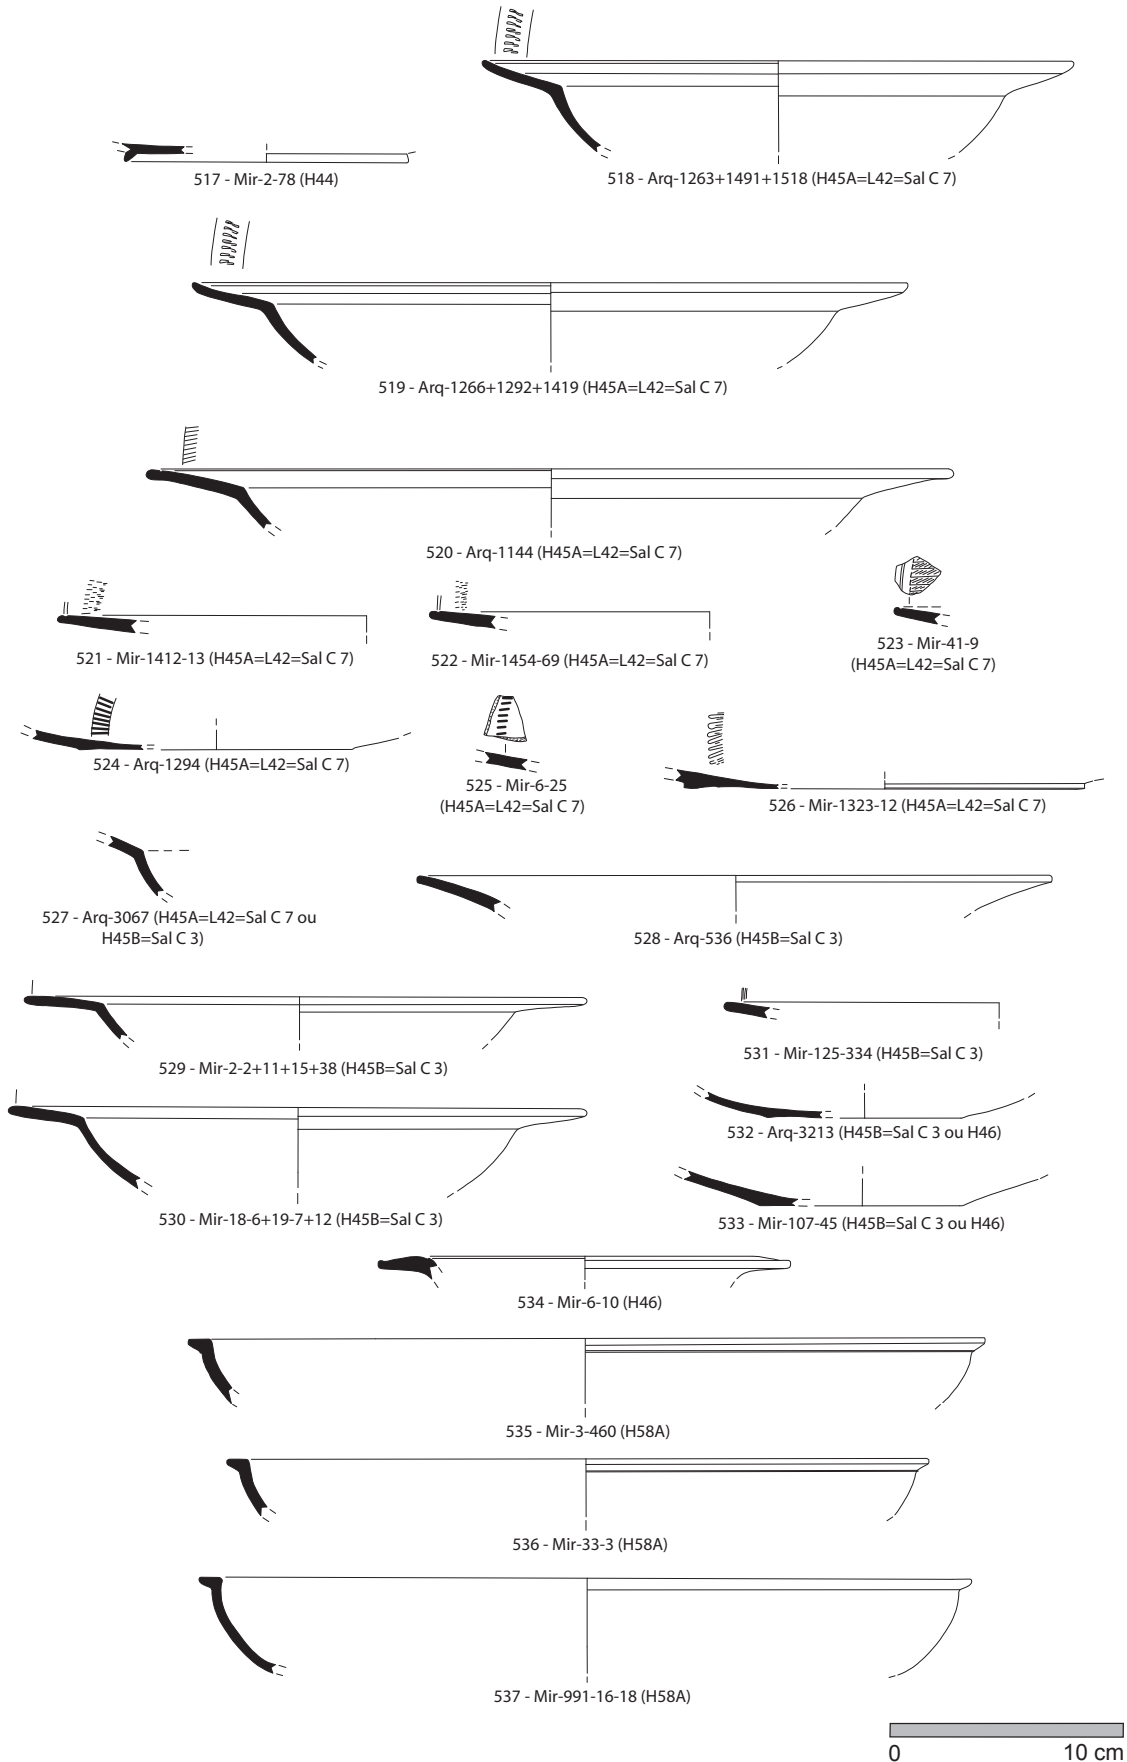 517 - Mir-2-78 (H44)
518 - Arq-1263+1491+1518 (H45A=L42=Sal C 7)
519 - Arq-1266+1292+1419 (H45A=L42=Sal C 7)
520 - Arq-1144 (H45A=L42=Sal C 7)
521 - Mir-1412-13 (H45A=L42=Sal C 7)
522 - Mir-1454-69 (H45A=L42=Sal C 7)
523 - Mir-41-9
(H45A=L42=Sal C 7)
524 - Arq-1294 (H45A=L42=Sal C 7)
525 - Mir-6-25
(H45A=L42=Sal C 7)
526 - Mir-1323-12 (H45A=L42=Sal C 7)
527 - Arq-3067 (H45A=L42=Sal C 7 ou
H45B=Sal C 3)
528 - Arq-536 (H45B=Sal C 3)
529 - Mir-2-2+11+15+38 (H45B=Sal C 3)
531 - Mir-125-334 (H45B=Sal C 3)
532 - Arq-3213 (H45B=Sal C 3 ou H46)
530 - Mir-18-6+19-7+12 (H45B=Sal C 3)
533 - Mir-107-45 (H45B=Sal C 3 ou H46)
534 - Mir-6-10 (H46)
535 - Mir-3-460 (H58A)
536 - Mir-33-3 (H58A)
537 - Mir-991-16-18 (H58A)
0 10 cm